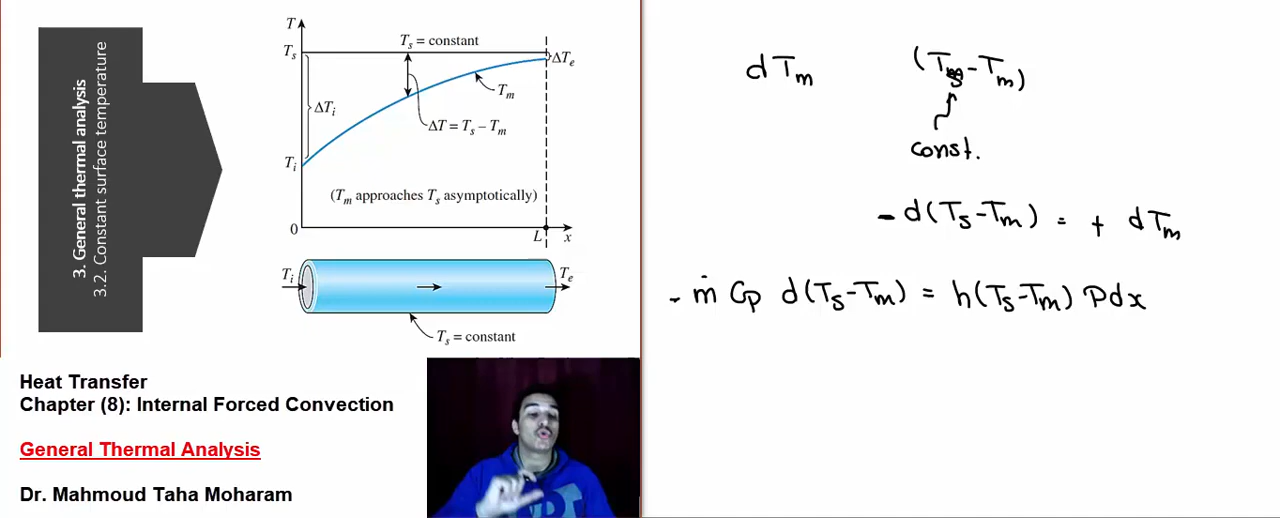 3. General thermal analysis
3.2. Constant surface temperature
T
Ts
Ts = constant
ΔTe
ΔTi
Tm
ΔT = Ts − Tm
Ti
(Tm approaches Ts asymptotically)
0
L x
Ti
Te
Ts = constant
Heat Transfer
Chapter (8): Internal Forced Convection
General Thermal Analysis
Dr. Mahmoud Taha Moharam
dTm (Ts-Tm)
const.
- d(Ts-Tm) = + dTm
- ṁ Cp d(Ts-Tm) = h(Ts-Tm) Pdx